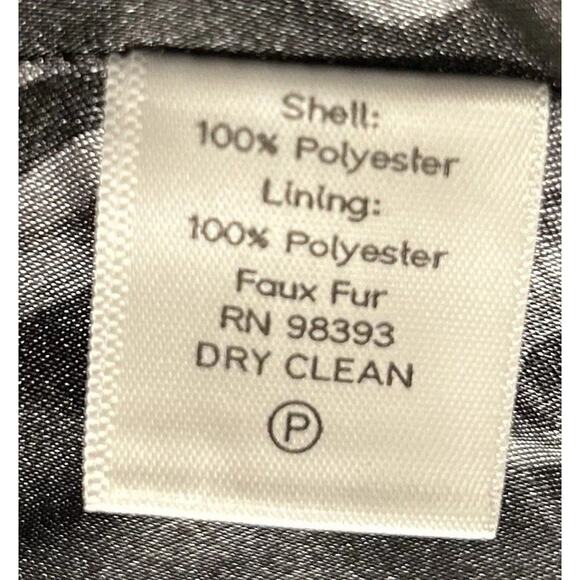 Shell:
100% Polyester
Lining:
100% Polyester
Faux Fur
RN 98393
DRY CLEAN
P